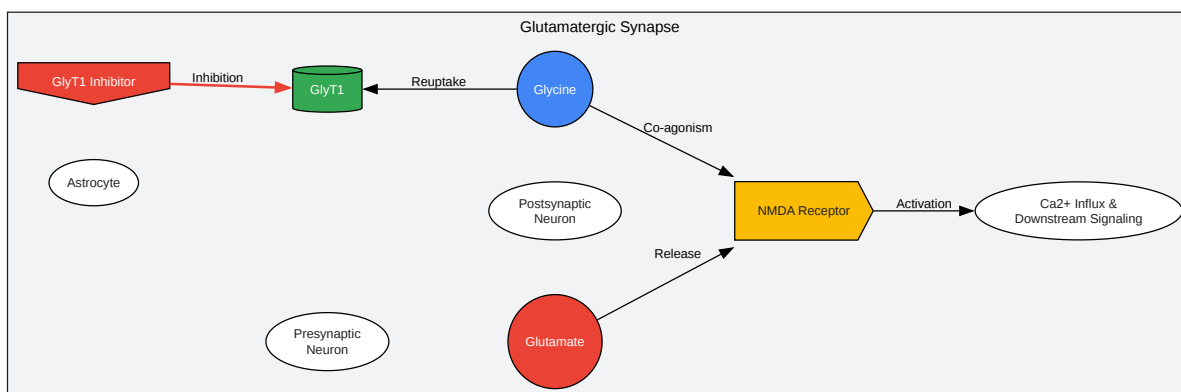 Glutamatergic Synapse
GlyT1 Inhibitor
Inhibition
GlyT1
Reuptake
Glycine
Co-agonism
Astrocyte
Postsynaptic
Neuron
NMDA Receptor
Activation
Ca2+ Influx &
Downstream Signaling
Release
Presynaptic
Neuron
Glutamate